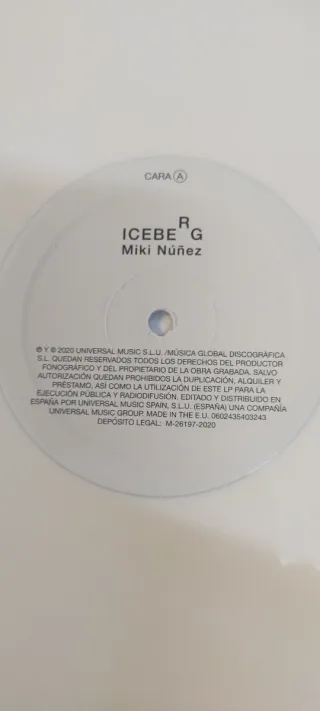 CARA A
ICEBERG
Miki Núñez
℗ Y © 2020 UNIVERSAL MUSIC S.L.U. /MÚSICA GLOBAL DISCOGRÁFICA
S.L. QUEDAN RESERVADOS TODOS LOS DERECHOS DEL PRODUCTOR
FONOGRÁFICO Y DEL PROPIETARIO DE LA OBRA GRABADA. SALVO
AUTORIZACIÓN QUEDAN PROHIBIDOS LA DUPLICACIÓN, ALQUILER Y
PRÉSTAMO, ASÍ COMO LA UTILIZACIÓN DE ESTE LP PARA LA
EJECUCIÓN PÚBLICA Y RADIODIFUSIÓN. EDITADO Y DISTRIBUIDO EN
ESPAÑA POR UNIVERSAL MUSIC SPAIN, S.L.U. (ESPAÑA) UNA COMPAÑÍA
UNIVERSAL MUSIC GROUP. MADE IN THE E.U. 0602435403243
DEPÓSITO LEGAL: M-26197-2020